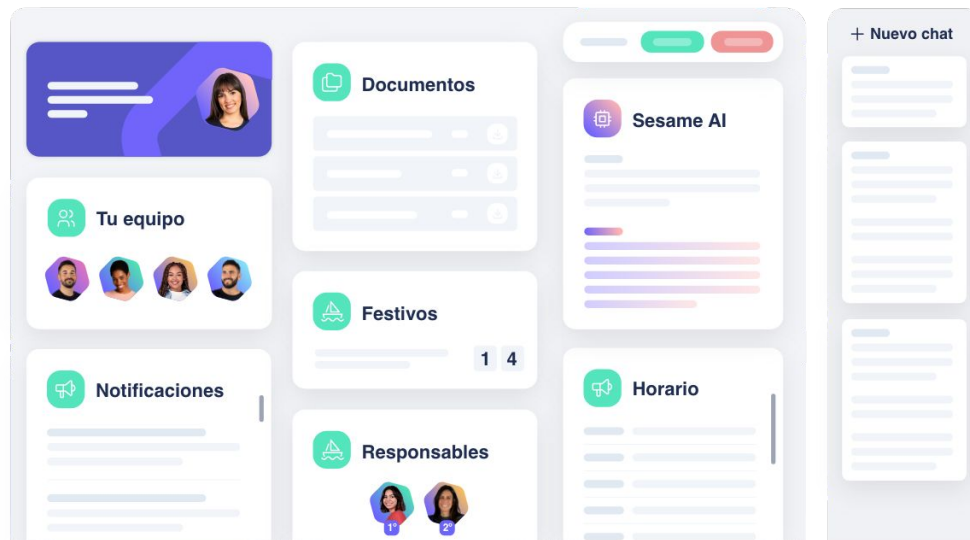 Documentos
+ Nuevo chat
Sesame AI
Tu equipo
Festivos
1 4
Notificaciones
Horario
Responsables
1º
2º